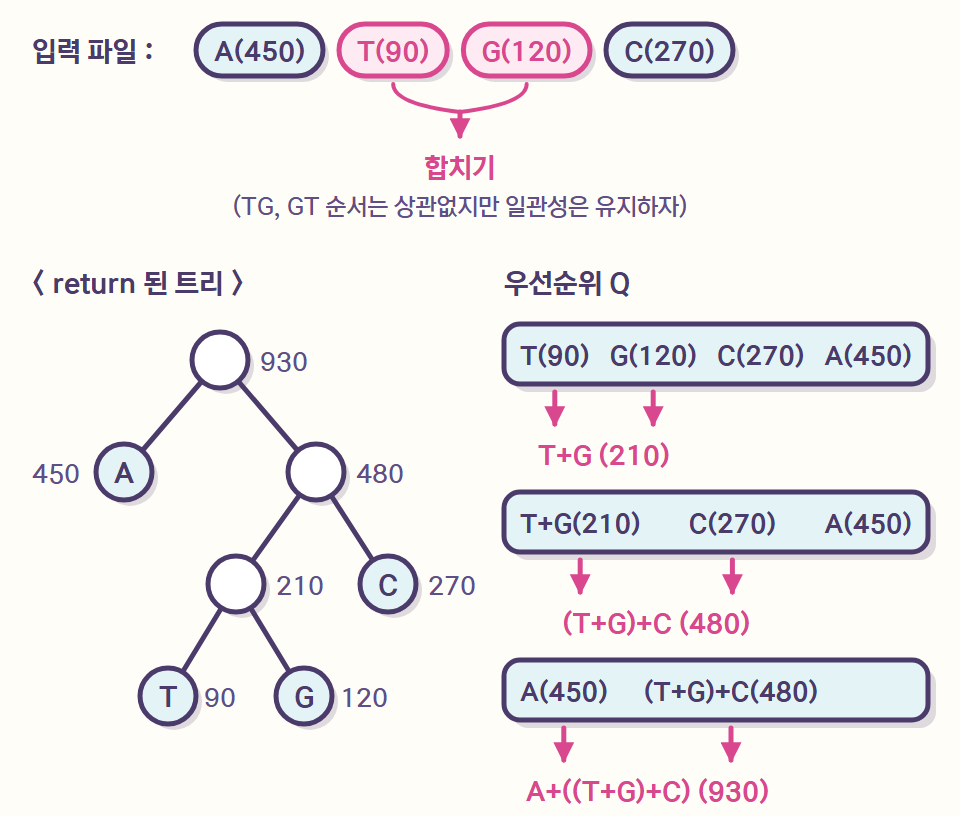 입력 파일 : A(450) T(90) G(120) C(270)
합치기
(TG, GT 순서는 상관없지만 일관성은 유지하자)
< return 된 트리 >
930
450 A 480
210 C 270
T 90 G 120
우선순위 Q
T(90) G(120) C(270) A(450)
T+G (210)
T+G(210) C(270) A(450)
(T+G)+C (480)
A(450) (T+G)+C(480)
A+((T+G)+C) (930)